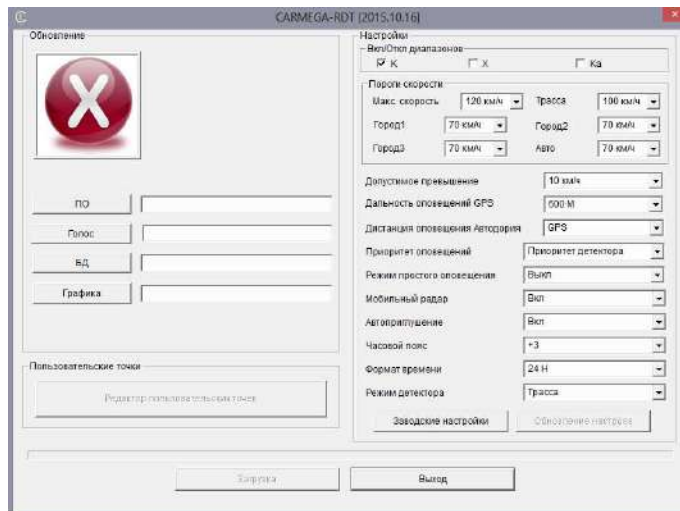 CARMEGA-RDT [2015.10.16]
Обновление
X
ПО
Голос
БД
Графика
Пользовательские точки
Редактор пользовательских точек
Настройки
Вкл/Откл диапазонов
K X Ka
Пороги скорости
Макс. скорость 120 км/ч Трасса 100 км/ч
Город1 70 км/ч Город2 70 км/ч
Город3 70 км/ч Авто 70 км/ч
Допустимое превышение 10 км/ч
Дальность оповещений GPS 600 М
Дистанция оповещения Автодория GPS
Приоритет оповещений Приоритет детектора
Режим простого оповещения Выкл
Мобильный радар Вкл
Автоприглушение Вкл
Часовой пояс +3
Формат времени 24 H
Режим детектора Трасса
Заводские настройки Обновление настроек
Загрузка Выход